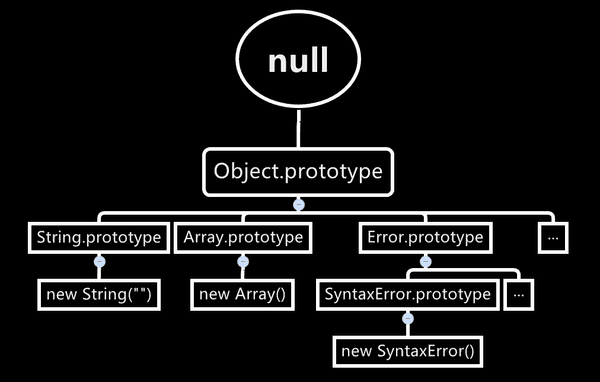 null
Object.prototype
String.prototype
Array.prototype
Error.prototype
...
new String("")
new Array()
SyntaxError.prototype
...
new SyntaxError()